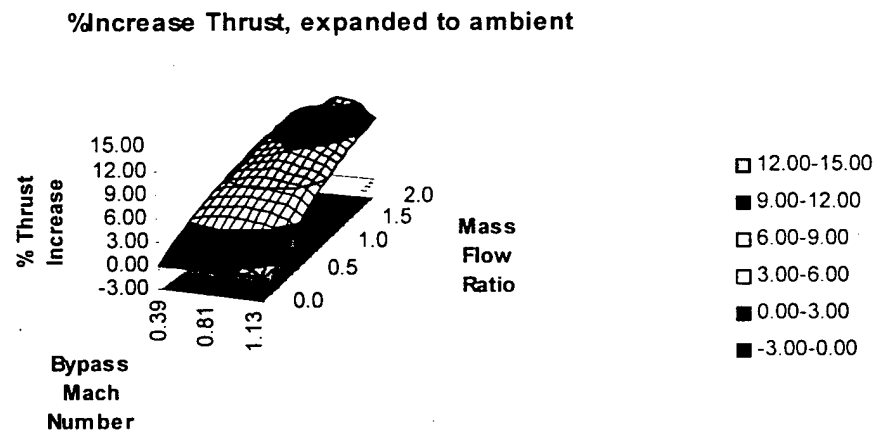 %Increase Thrust, expanded to ambient
% Thrust
Increase
15.00
12.00
9.00
6.00
3.00
0.00
-3.00
0.39
0.81
1.13
Bypass
Mach
Number
0.0
0.5
1.0
1.5
2.0
Mass
Flow
Ratio
12.00-15.00
9.00-12.00
6.00-9.00
3.00-6.00
0.00-3.00
-3.00-0.00